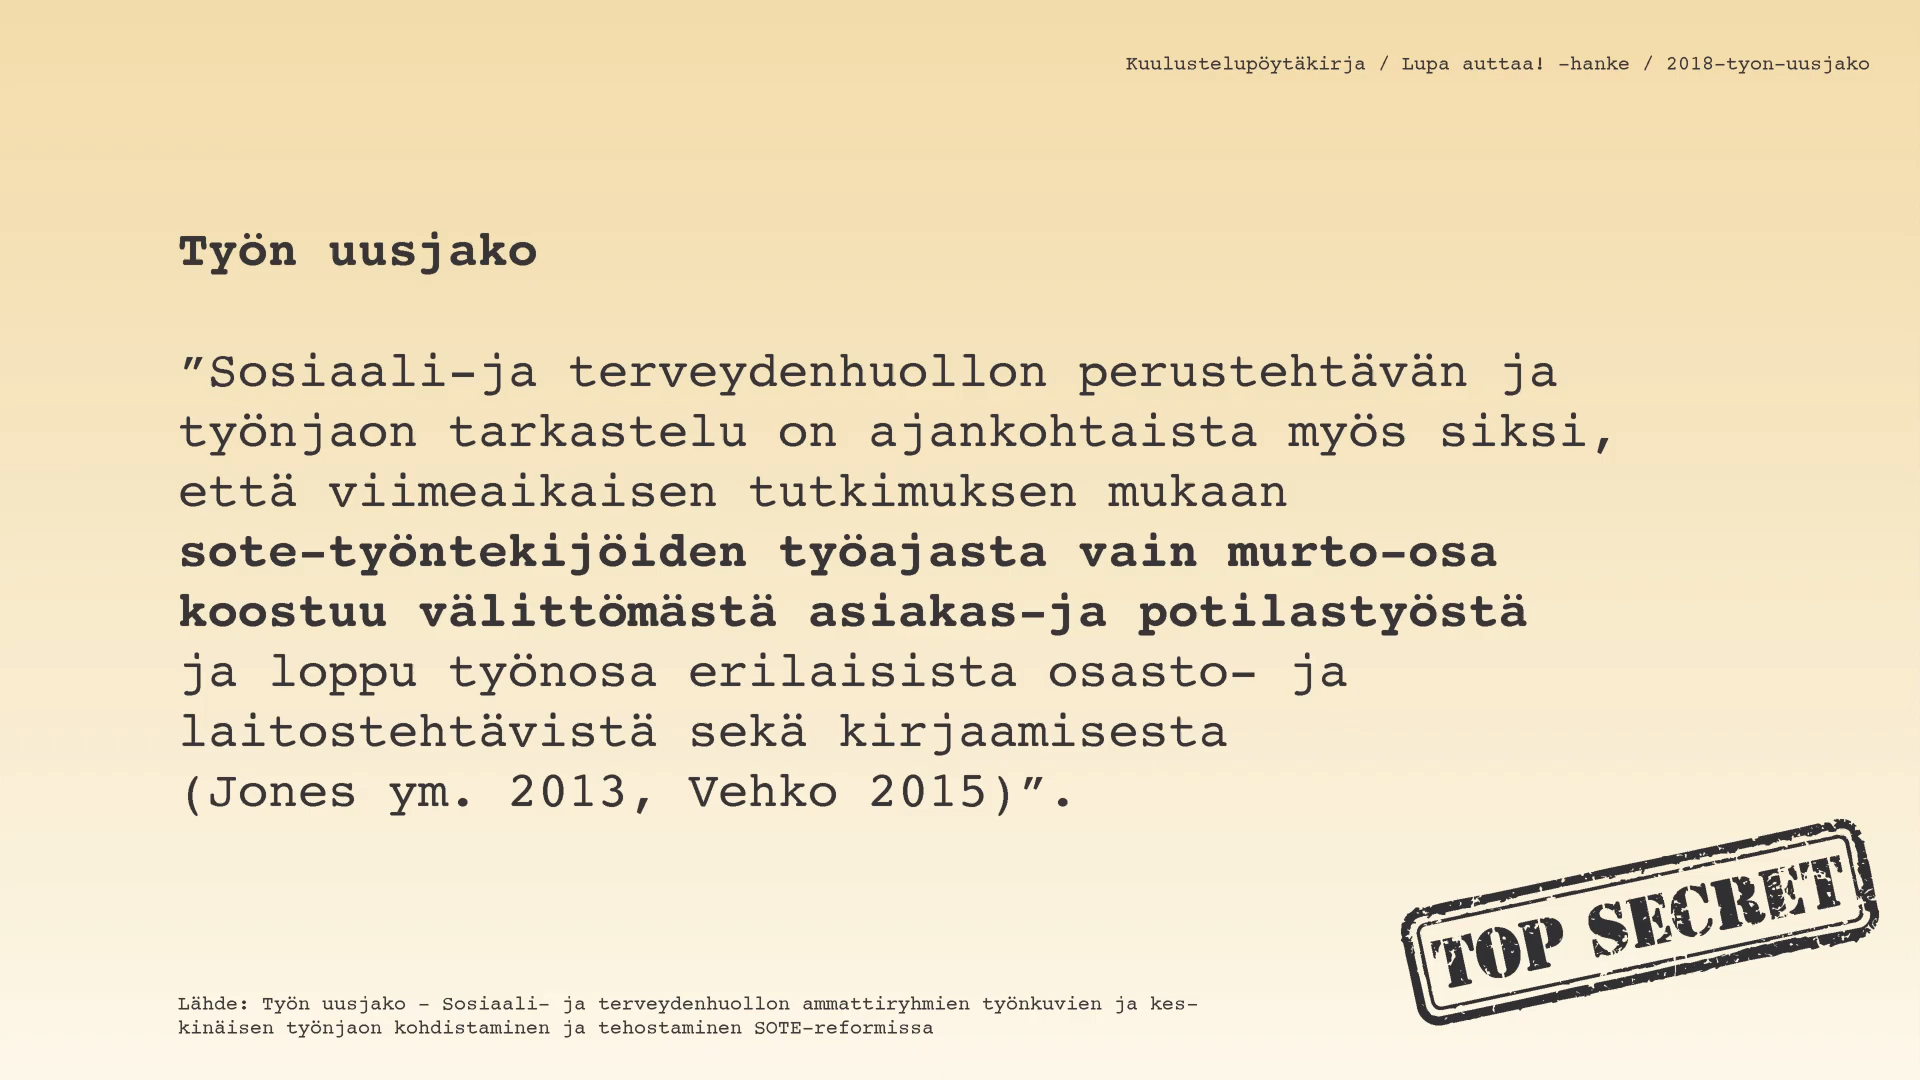 Kuulustelupöytäkirja / Lupa auttaa! -hanke / 2018-tyon-uusjako
Työn uusjako
”Sosiaali-ja terveydenhuollon perustehtävän ja
työnjaon tarkastelu on ajankohtaista myös siksi,
että viimeaikaisen tutkimuksen mukaan
sote-työntekijöiden työajasta vain murto-osa
koostuu välittömästä asiakas-ja potilastyöstä
ja loppu työnosa erilaisista osasto- ja
laitostehtävistä sekä kirjaamisesta
(Jones ym. 2013, Vehko 2015)”.
TOP SECRET
Lähde: Työn uusjako - Sosiaali- ja terveydenhuollon ammattiryhmien työnkuvien ja kes-
kinäisen työnjaon kohdistaminen ja tehostaminen SOTE-reformissa